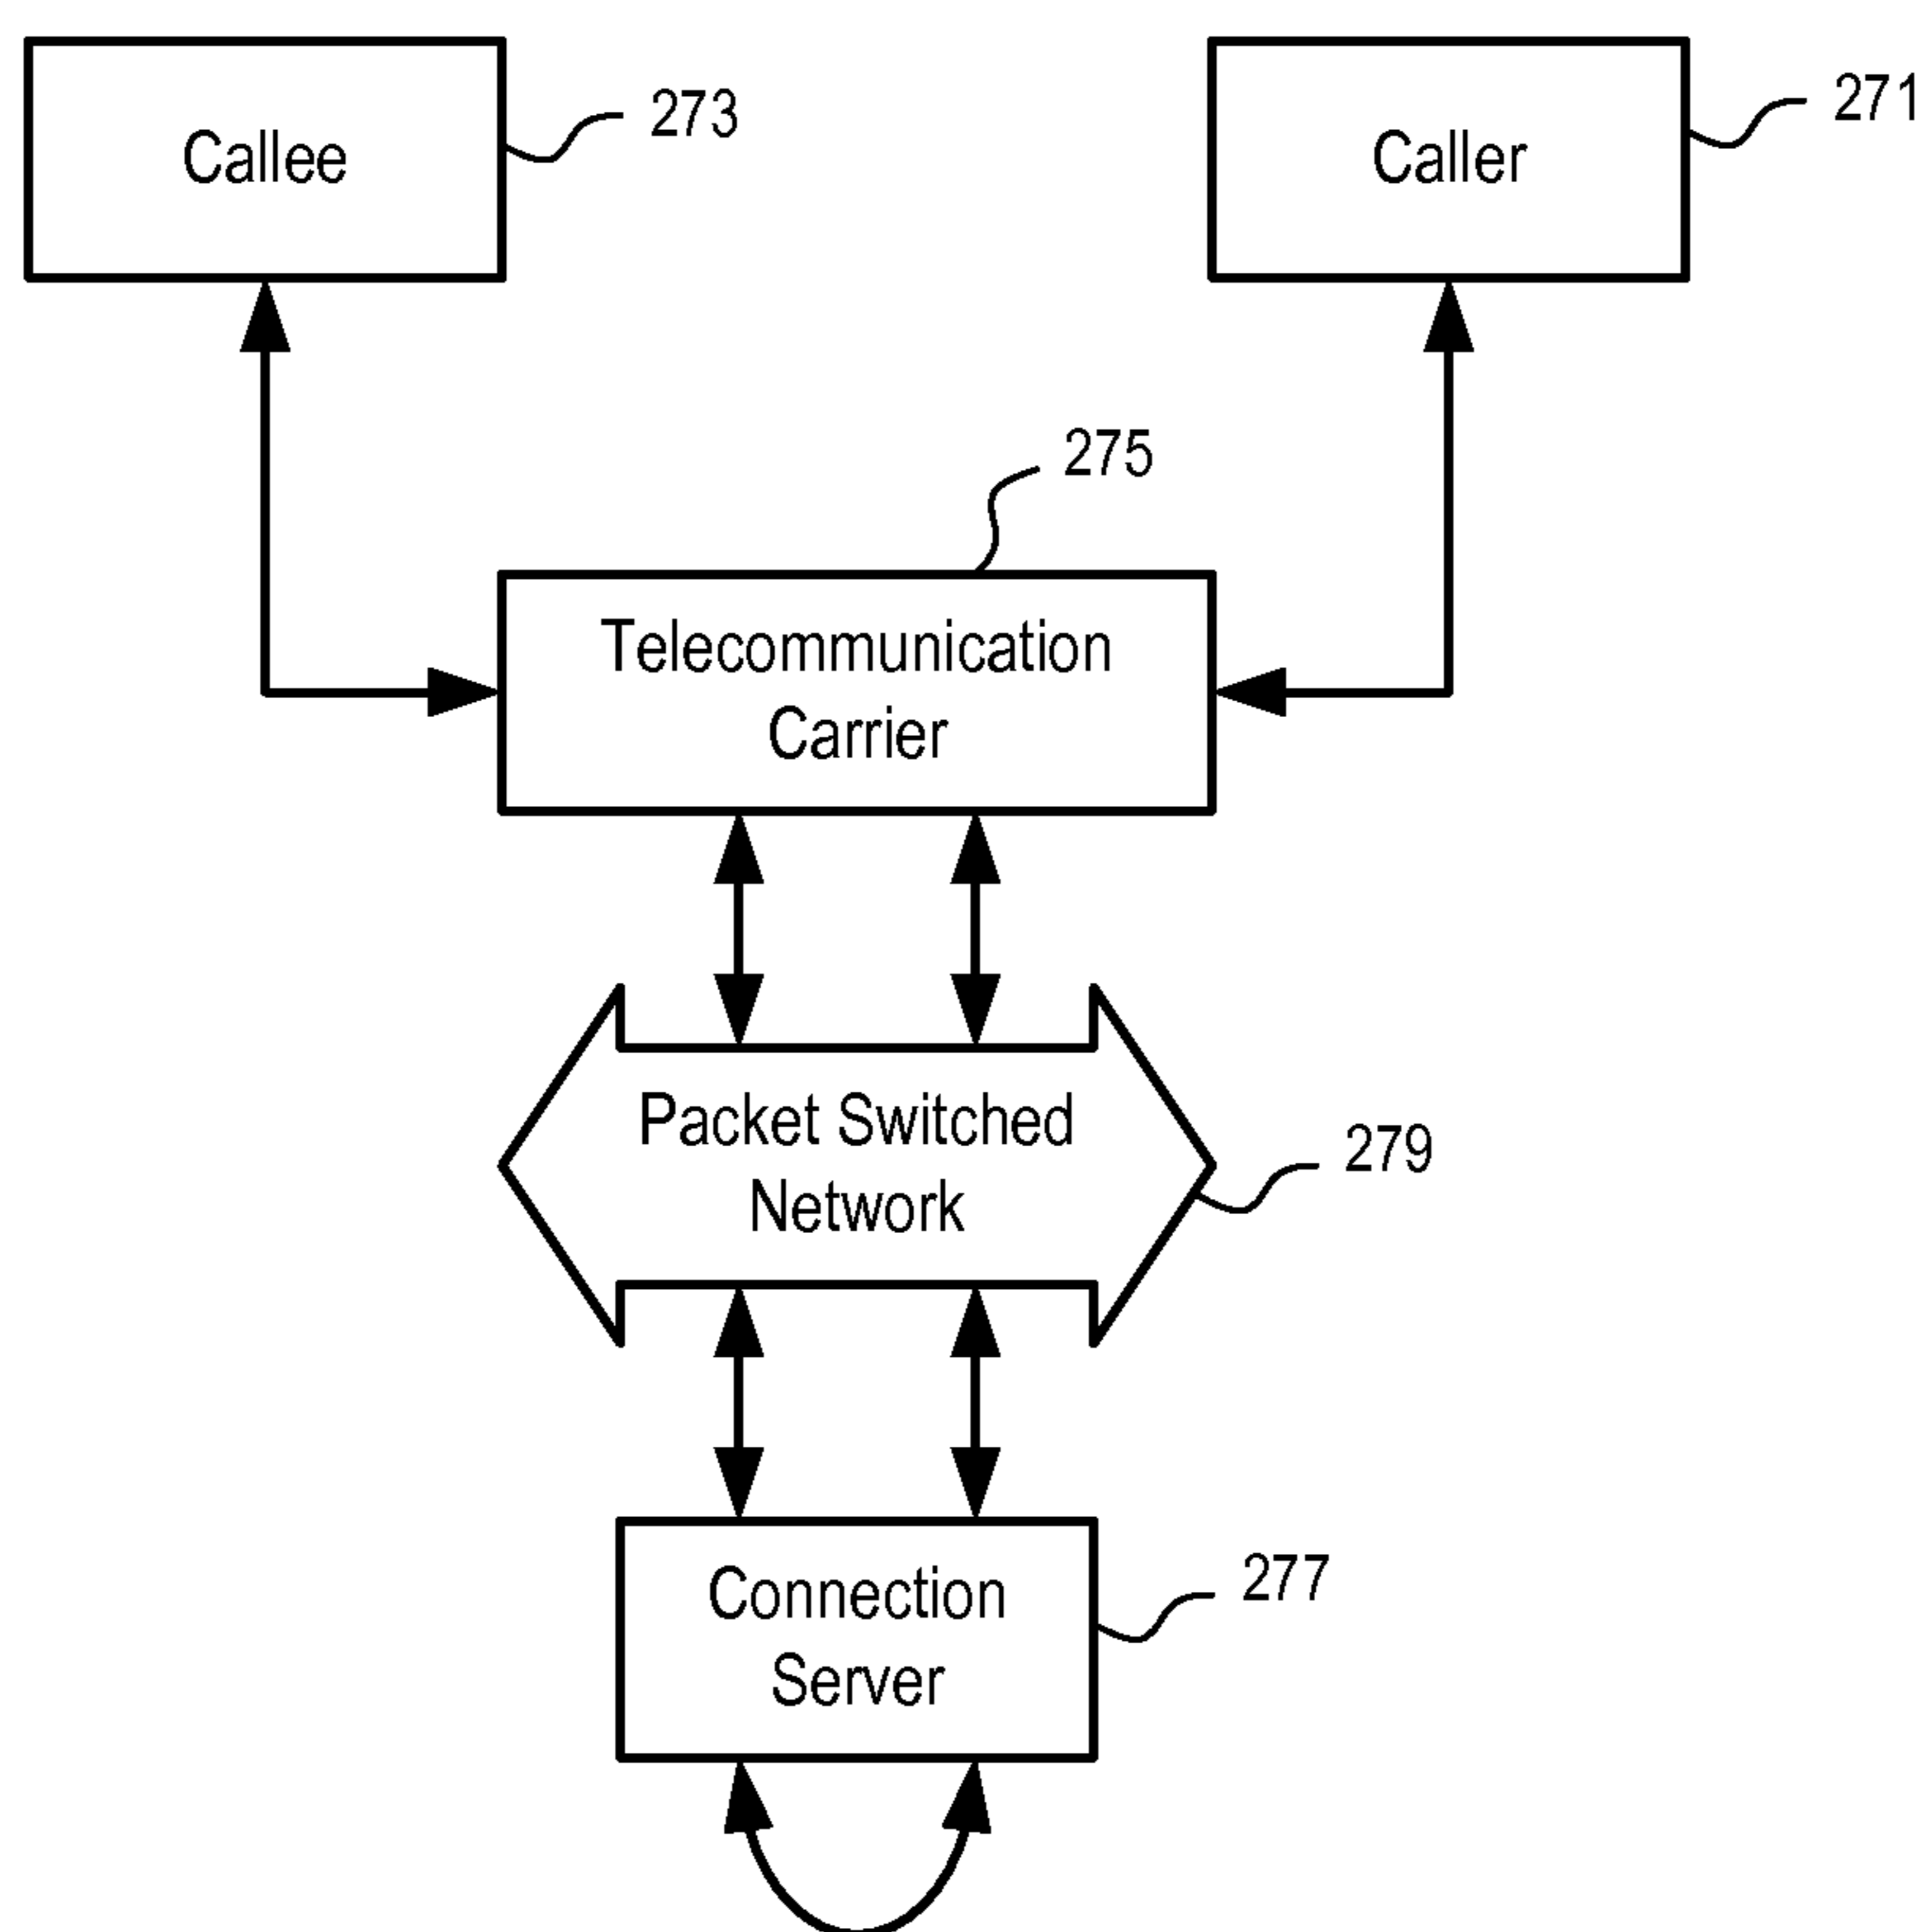 Callee
273
Caller
271
275
Telecommunication
Carrier
Packet Switched
Network
279
Connection
Server
277